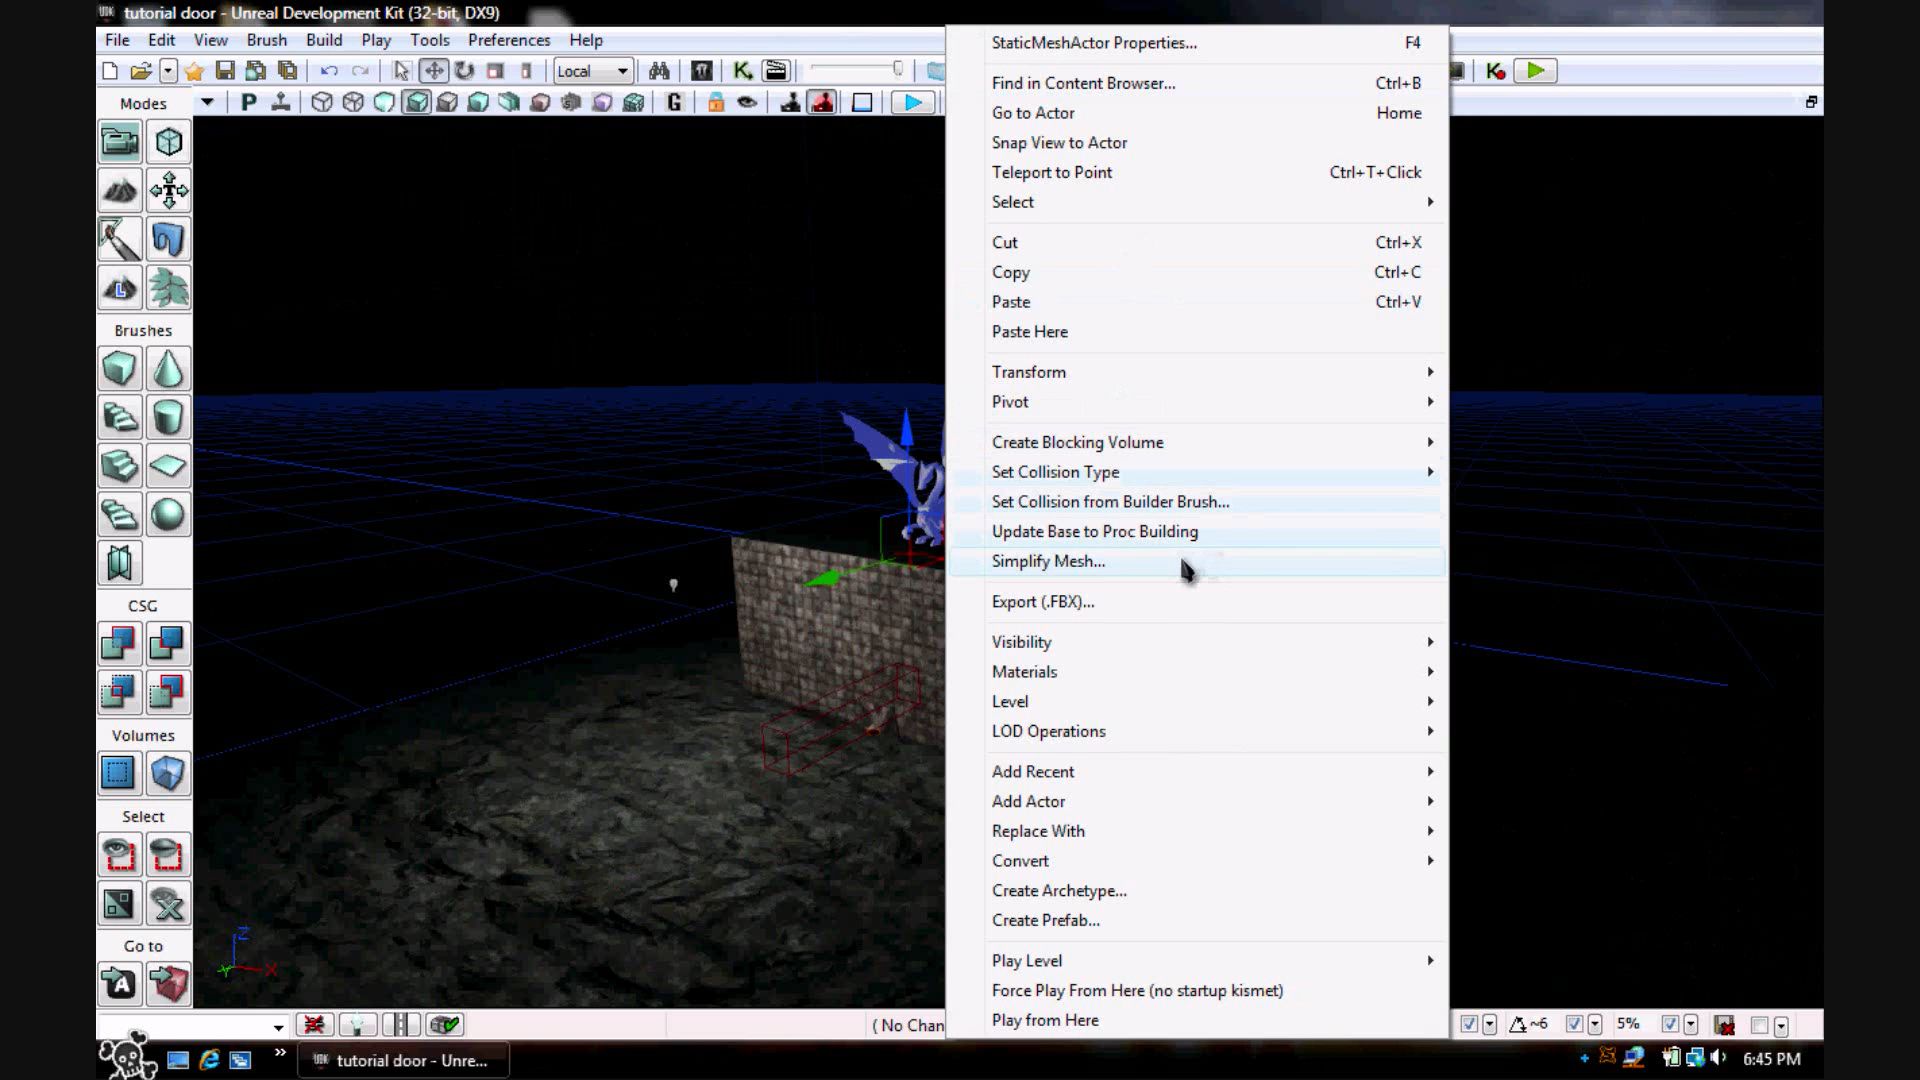 tutorial door - Unreal Development Kit (32-bit, DX9)
File Edit View Brush Build Play Tools Preferences Help
Local
Modes
P
G
Brushes
CSG
Volumes
Select
Go to
StaticMeshActor Properties... F4
Find in Content Browser... Ctrl+B
Go to Actor Home
Snap View to Actor
Teleport to Point Ctrl+T+Click
Select
Cut Ctrl+X
Copy Ctrl+C
Paste Ctrl+V
Paste Here
Transform
Pivot
Create Blocking Volume
Set Collision Type
Set Collision from Builder Brush...
Update Base to Proc Building
Simplify Mesh...
Export (.FBX)...
Visibility
Materials
Level
LOD Operations
Add Recent
Add Actor
Replace With
Convert
Create Archetype...
Create Prefab...
Play Level
Force Play From Here (no startup kismet)
Play from Here
Z
Y
X
( No Chan
~6 5%
tutorial door - Unre...
6:45 PM